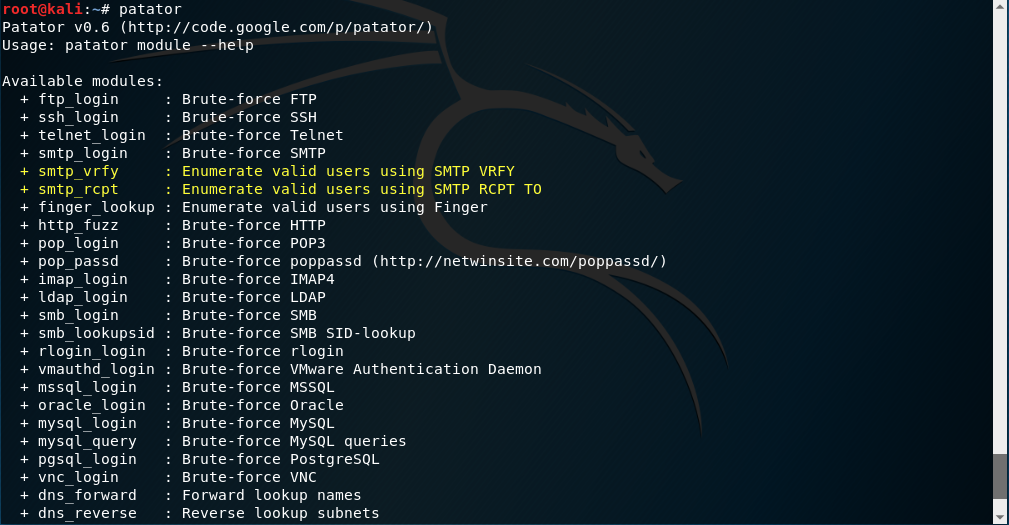 root@kali:~# patator
Patator v0.6 (http://code.google.com/p/patator/)
Usage: patator module --help

Available modules:
  + ftp_login     : Brute-force FTP
  + ssh_login     : Brute-force SSH
  + telnet_login  : Brute-force Telnet
  + smtp_login    : Brute-force SMTP
  + smtp_vrfy     : Enumerate valid users using SMTP VRFY
  + smtp_rcpt     : Enumerate valid users using SMTP RCPT TO
  + finger_lookup : Enumerate valid users using Finger
  + http_fuzz     : Brute-force HTTP
  + pop_login     : Brute-force POP3
  + pop_passd     : Brute-force poppassd (http://netwinsite.com/poppassd/)
  + imap_login    : Brute-force IMAP4
  + ldap_login    : Brute-force LDAP
  + smb_login     : Brute-force SMB
  + smb_lookupsid : Brute-force SMB SID-lookup
  + rlogin_login  : Brute-force rlogin
  + vmauthd_login : Brute-force VMware Authentication Daemon
  + mssql_login   : Brute-force MSSQL
  + oracle_login  : Brute-force Oracle
  + mysql_login   : Brute-force MySQL
  + mysql_query   : Brute-force MySQL queries
  + pgsql_login   : Brute-force PostgreSQL
  + vnc_login     : Brute-force VNC
  + dns_forward   : Forward lookup names
  + dns_reverse   : Reverse lookup subnets